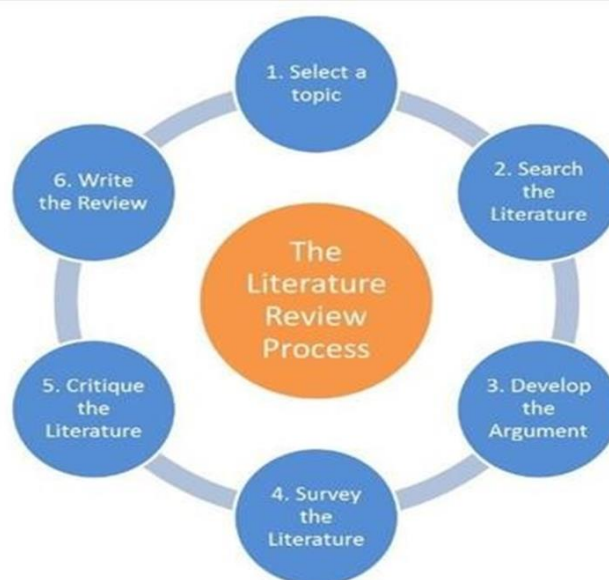 1. Select a
topic
2. Search
the
Literature
3. Develop
the
Argument
4. Survey
the
Literature
5. Critique
the
Literature
6. Write
the Review
The
Literature
Review
Process